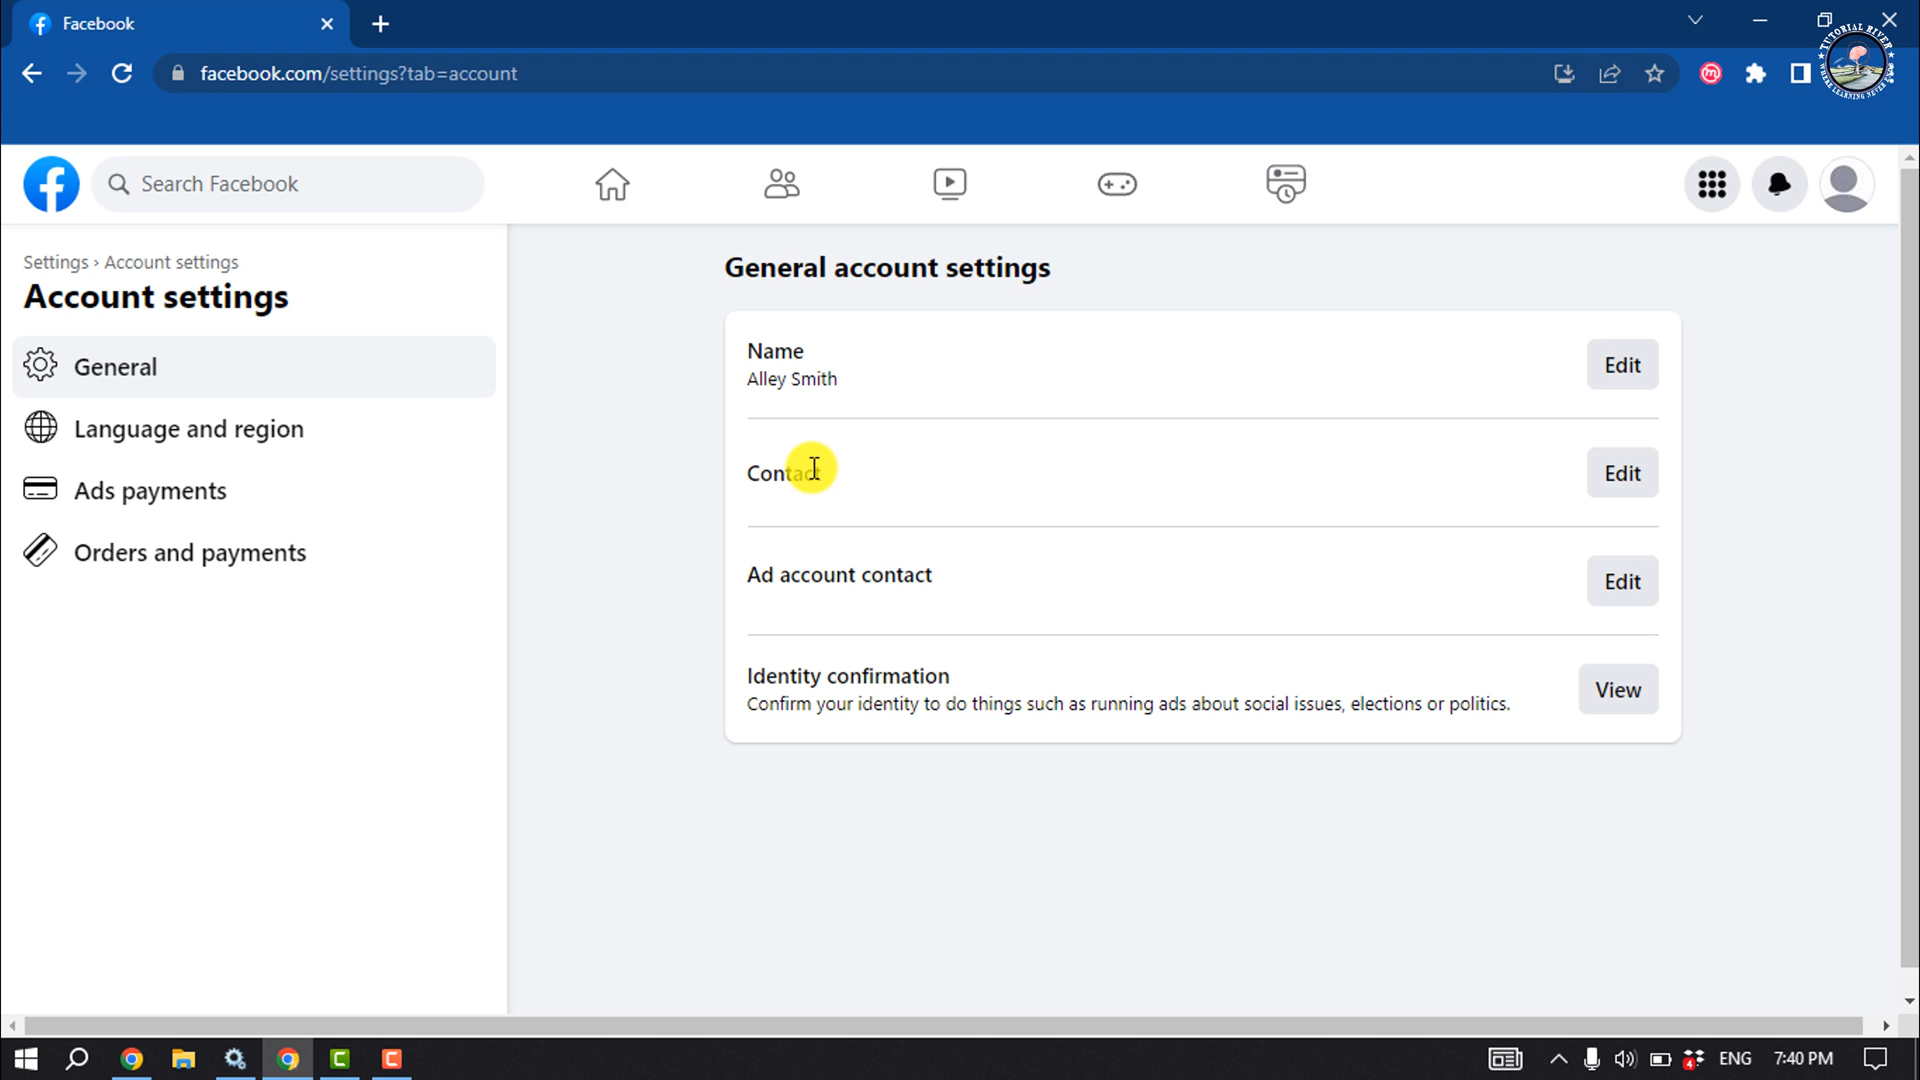 Facebook
facebook.com/settings?tab=account
TUTORIAL RIVER
Search Facebook
Settings › Account settings
Account settings
General
Language and region
Ads payments
Orders and payments
General account settings
Name
Alley Smith
Edit
Contact
Edit
Ad account contact
Edit
Identity confirmation
Confirm your identity to do things such as running ads about social issues, elections or politics.
View
4
ENG
7:40 PM